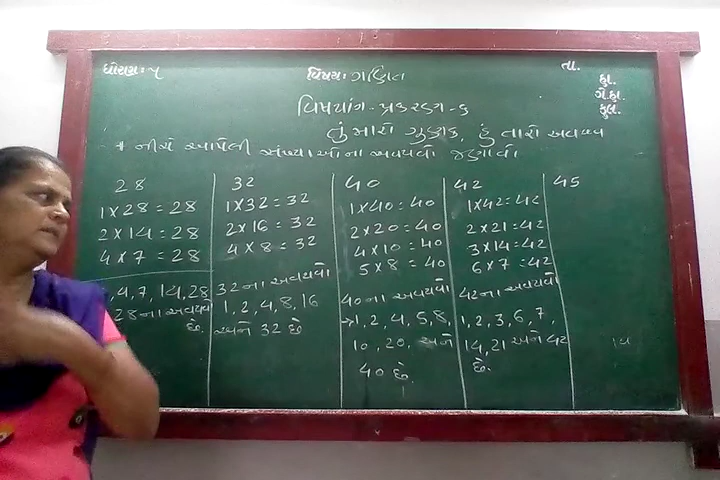 ધોરણ: ૫ વિષય: ગણિત તા.
હા.
ગે.હા.
કુલ.
વિષયાંગ - પ્રકરણ - ૬
તું મારો ગુણક, હું તારો અવયવ
* નીચે આપેલી સંખ્યાઓના અવયવો જણાવો.
28
1 x 28 = 28
2 x 14 = 28
4 x 7 = 28
, 4, 7, 14, 28
28ના અવયવો
છે.
32
1 x 32 = 32
2 x 16 = 32
4 x 8 = 32
32ના અવયવો
1, 2, 4, 8, 16
અને 32 છે
40
1 x 40 = 40
2 x 20 = 40
4 x 10 = 40
5 x 8 = 40
40ના અવયવો
→ 1, 2, 4, 5, 8,
10, 20, અને
40 છે.
42
1 x 42 = 42
2 x 21 = 42
3 x 14 = 42
6 x 7 = 42
42ના અવયવો
1, 2, 3, 6, 7,
14, 21 અને 42
છે.
45